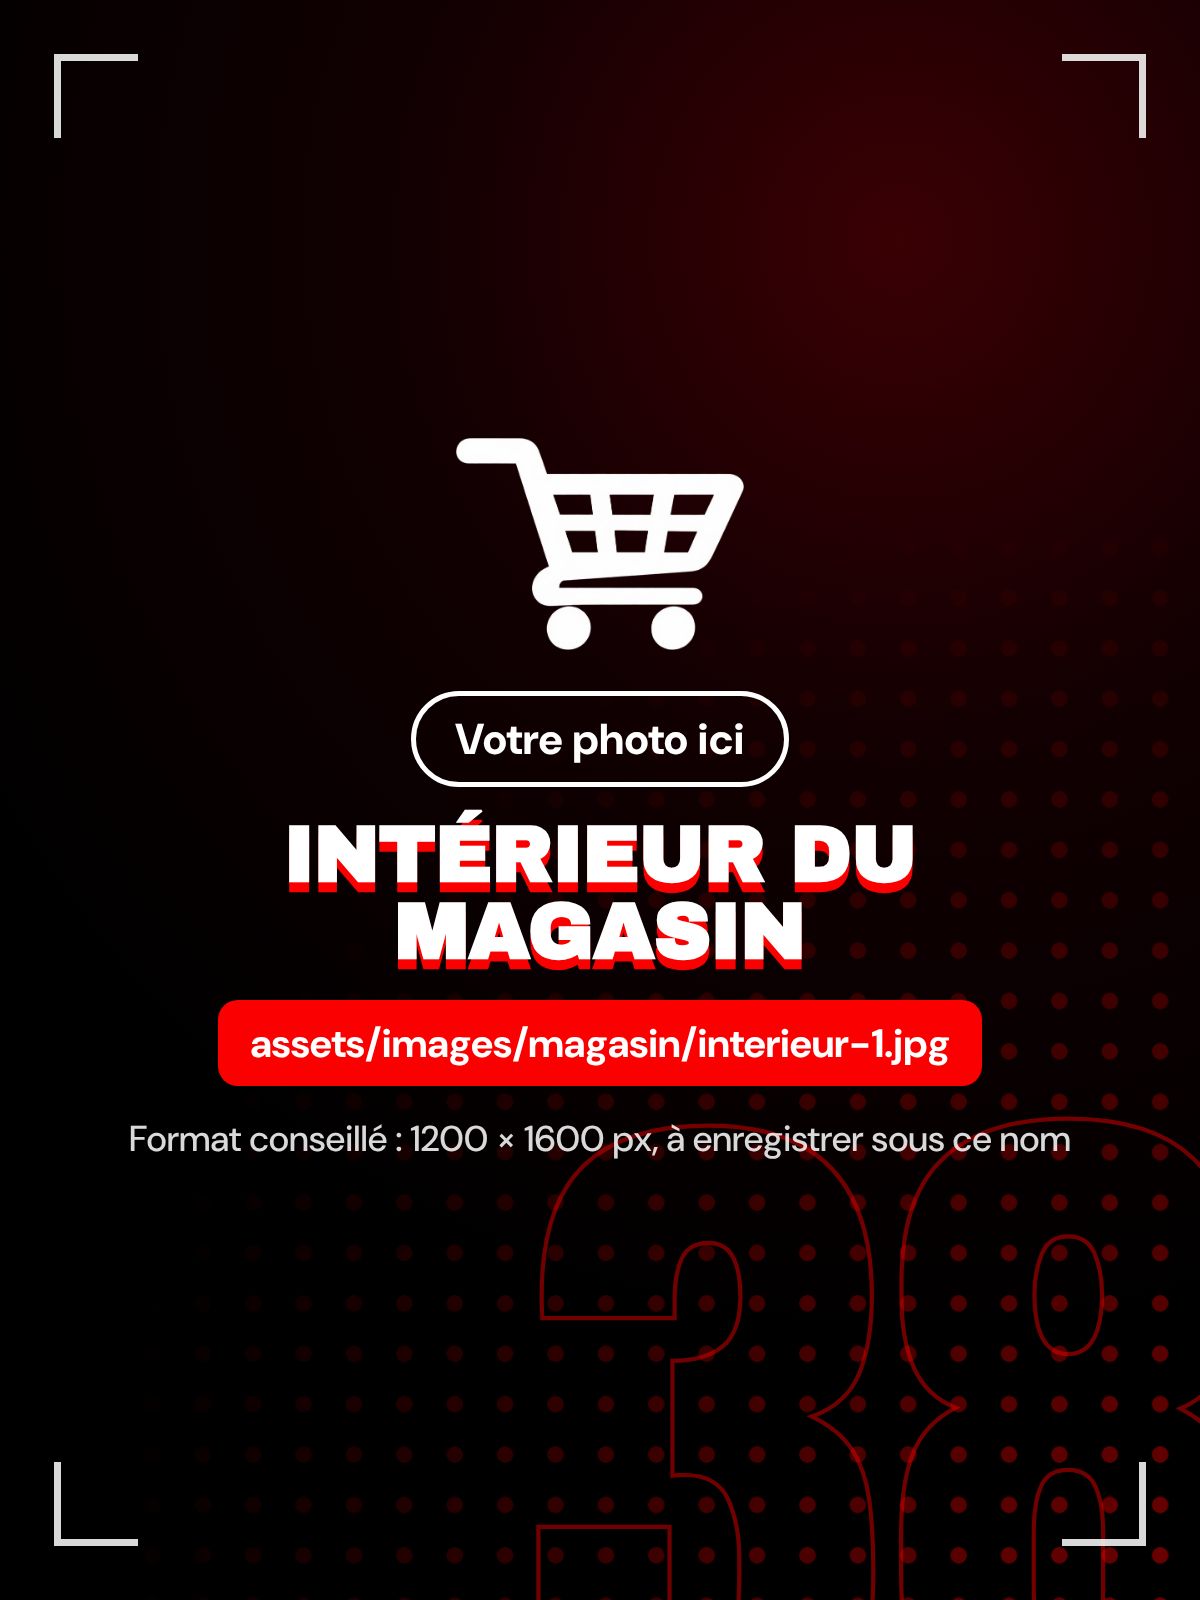 Votre photo ici
INTÉRIEUR DU
MAGASIN
assets/images/magasin/interieur-1.jpg
Format conseillé : 1200 × 1600 px, à enregistrer sous ce nom
38